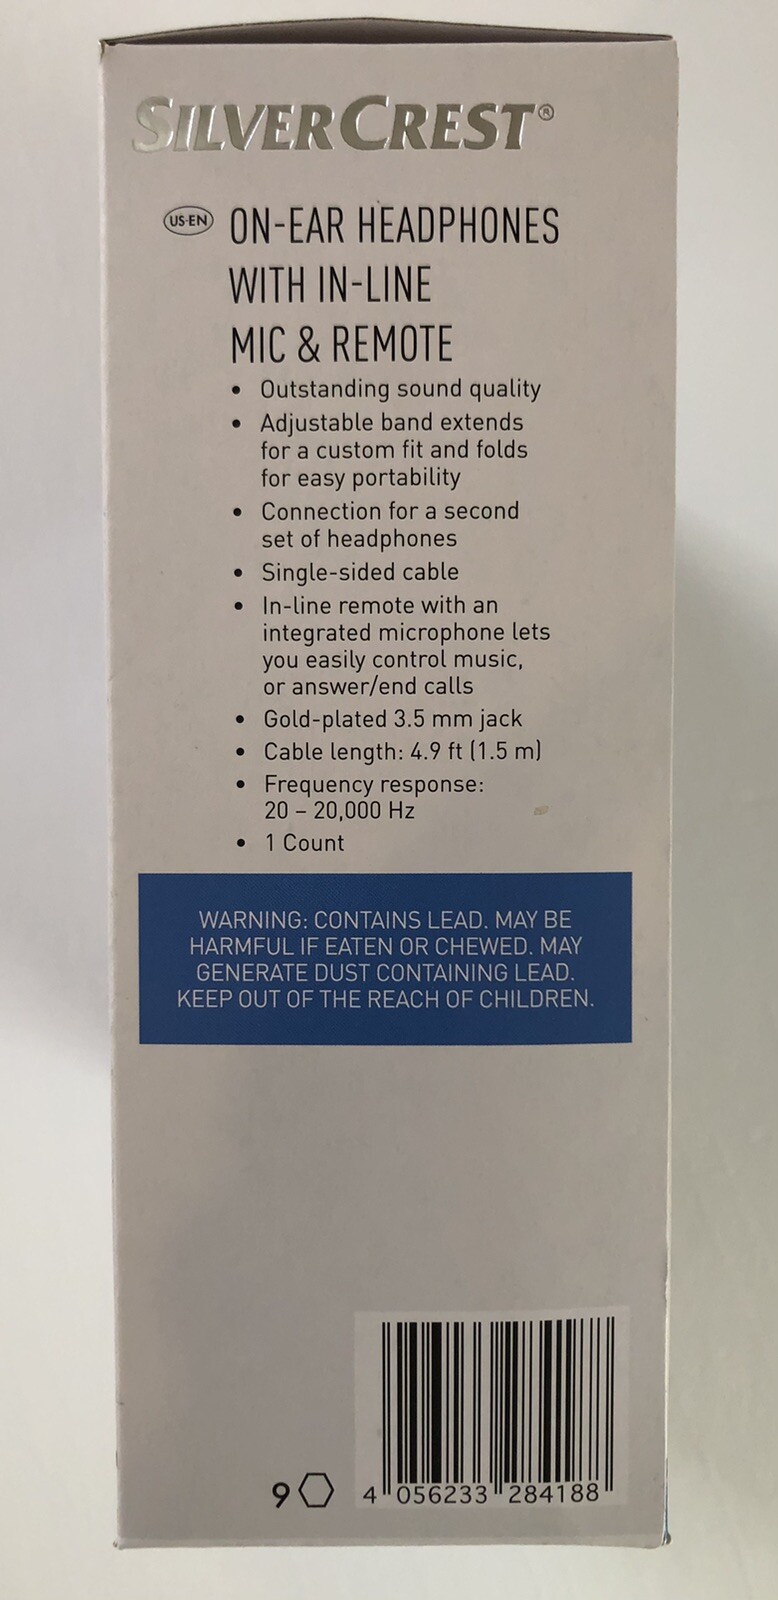 SILVERCREST®
US-EN ON-EAR HEADPHONES
WITH IN-LINE
MIC & REMOTE
• Outstanding sound quality
• Adjustable band extends
for a custom fit and folds
for easy portability
• Connection for a second
set of headphones
• Single-sided cable
• In-line remote with an
integrated microphone lets
you easily control music,
or answer/end calls
• Gold-plated 3.5 mm jack
• Cable length: 4.9 ft (1.5 m)
• Frequency response:
20 – 20,000 Hz
• 1 Count
WARNING: CONTAINS LEAD. MAY BE
HARMFUL IF EATEN OR CHEWED. MAY
GENERATE DUST CONTAINING LEAD.
KEEP OUT OF THE REACH OF CHILDREN.
9
4 056233 284188